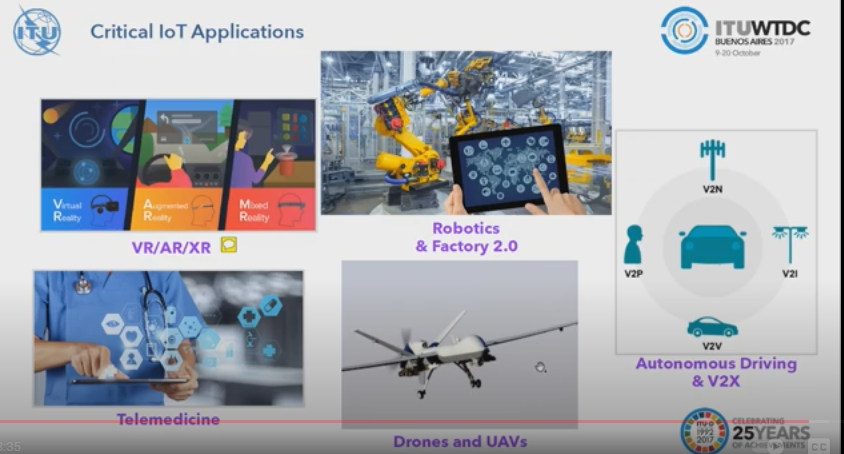 ITU
Critical IoT Applications
ITUWTDC
BUENOS AIRES 2017
9-20 October
Virtual
Reality
Augmented
Reality
Mixed
Reality
VR/AR/XR
Robotics
& Factory 2.0
V2N
V2P
V2I
V2V
Autonomous Driving
& V2X
Telemedicine
Drones and UAVs
ITU-D
1992
2017
CELEBRATING
25YEARS
OF ACHIEVEMENTS
:35
CC